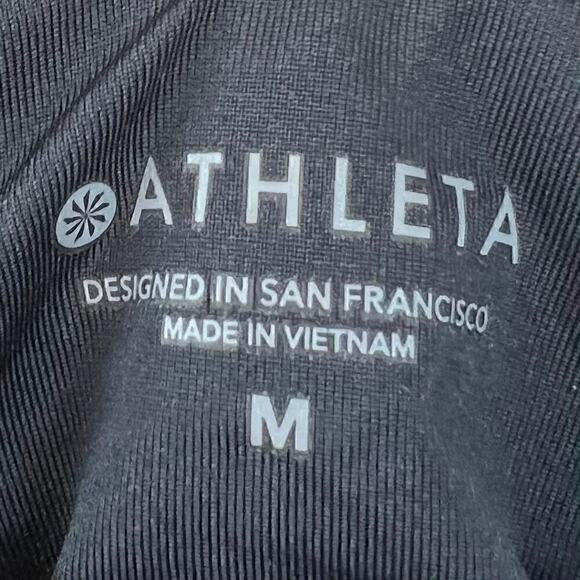 ATHLETA
DESIGNED IN SAN FRANCISCO
MADE IN VIETNAM
M